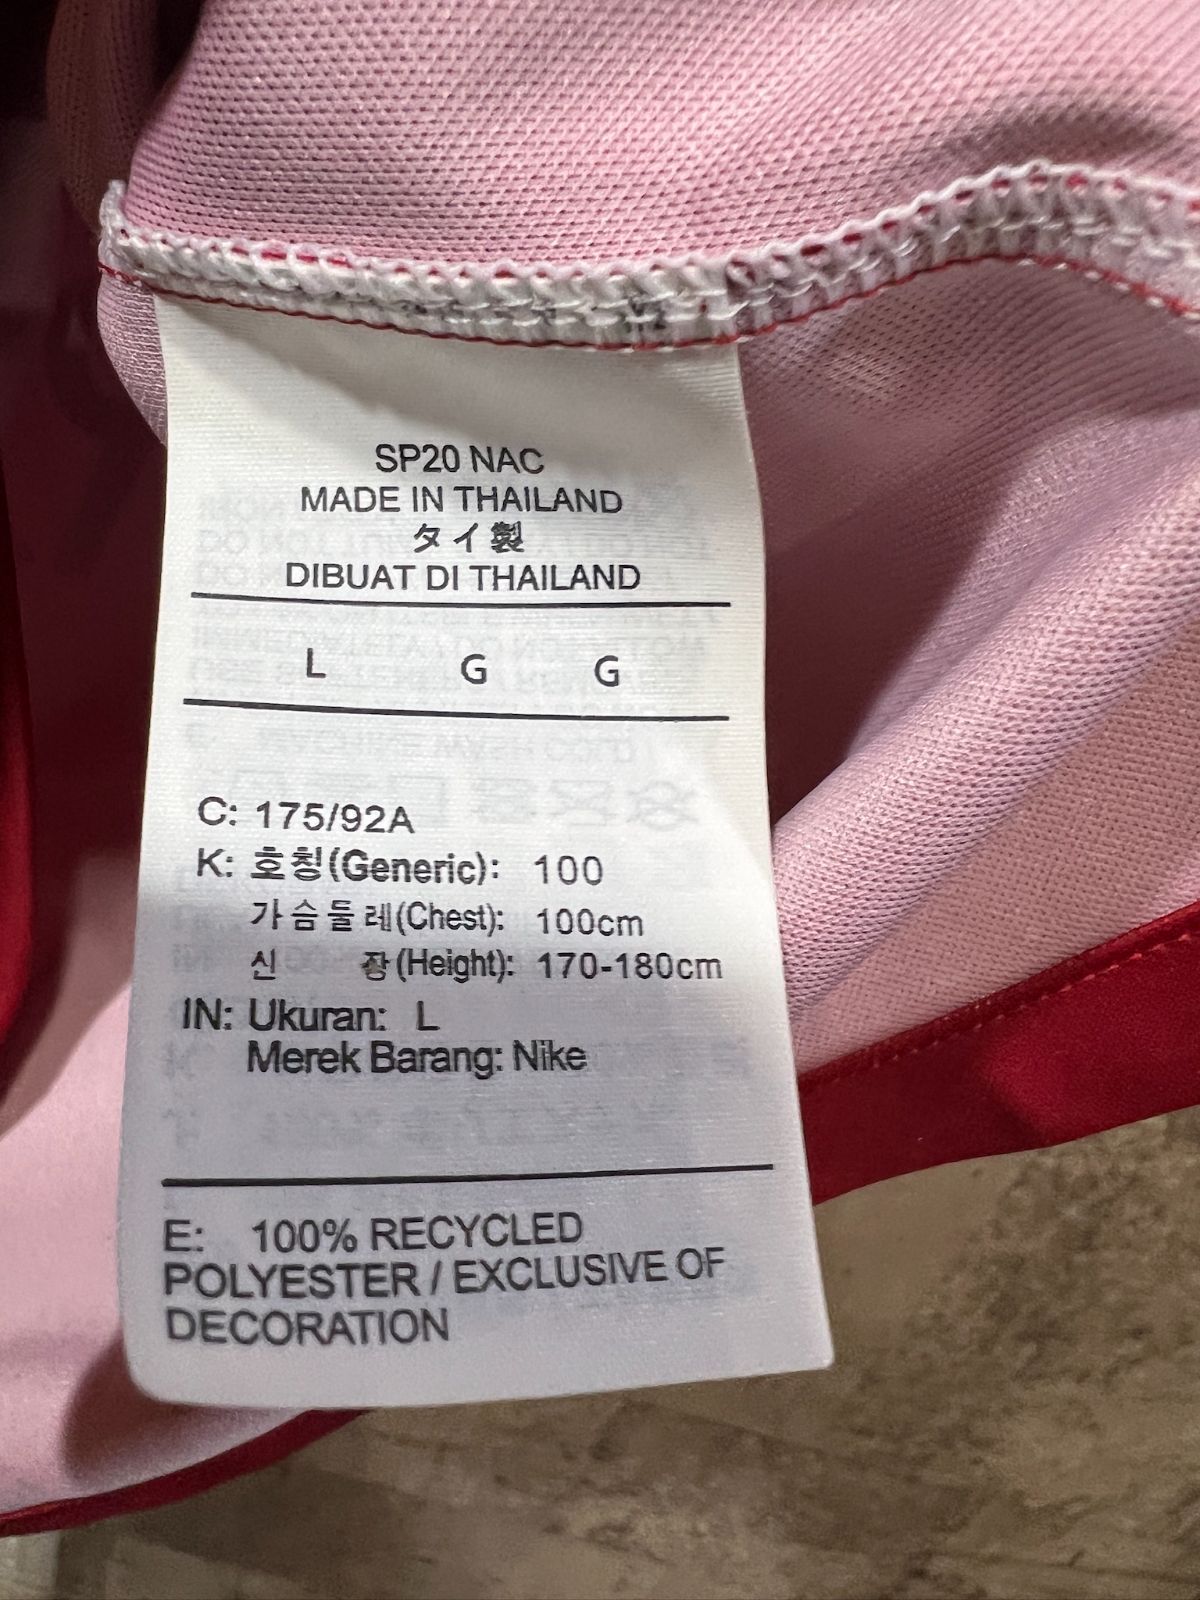 SP20 NAC
MADE IN THAILAND
タイ製
DIBUAT DI THAILAND
L G G
C: 175/92A
K: 호칭(Generic): 100
가슴둘레(Chest): 100cm
신 장(Height): 170-180cm
IN: Ukuran: L
Merek Barang: Nike
E: 100% RECYCLED
POLYESTER / EXCLUSIVE OF
DECORATION